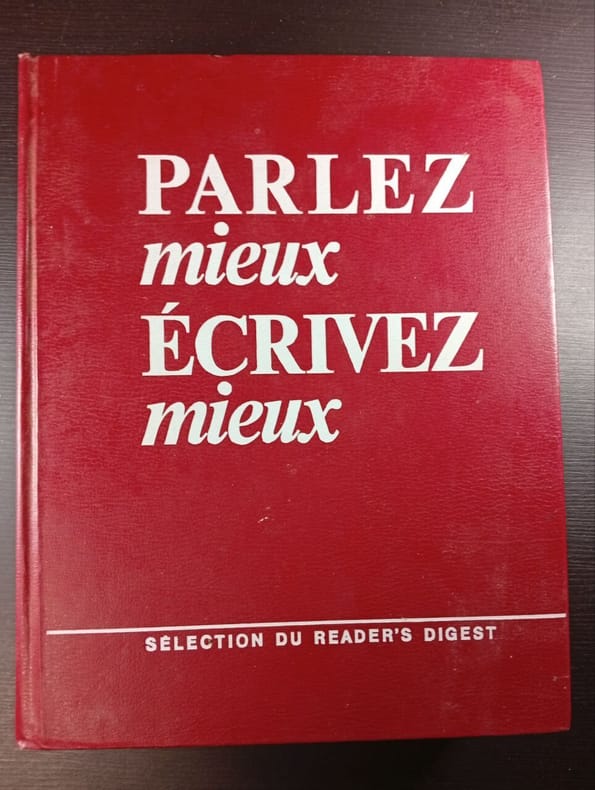 PARLEZ
mieux
ÉCRIVEZ
mieux
SÉLECTION DU READER'S DIGEST